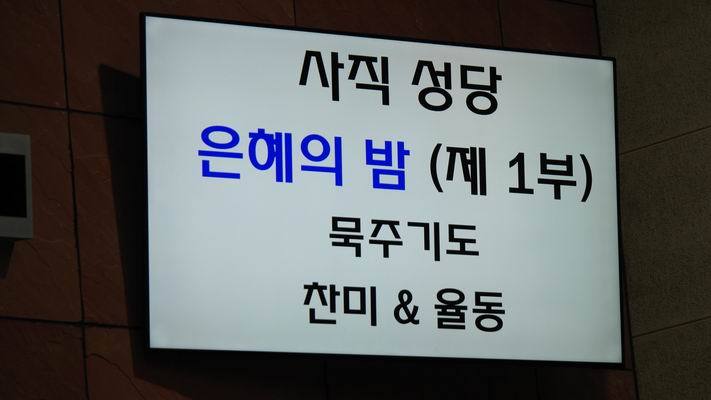 사직 성당
은혜의 밤 (제 1부)
묵주기도
찬미 & 율동